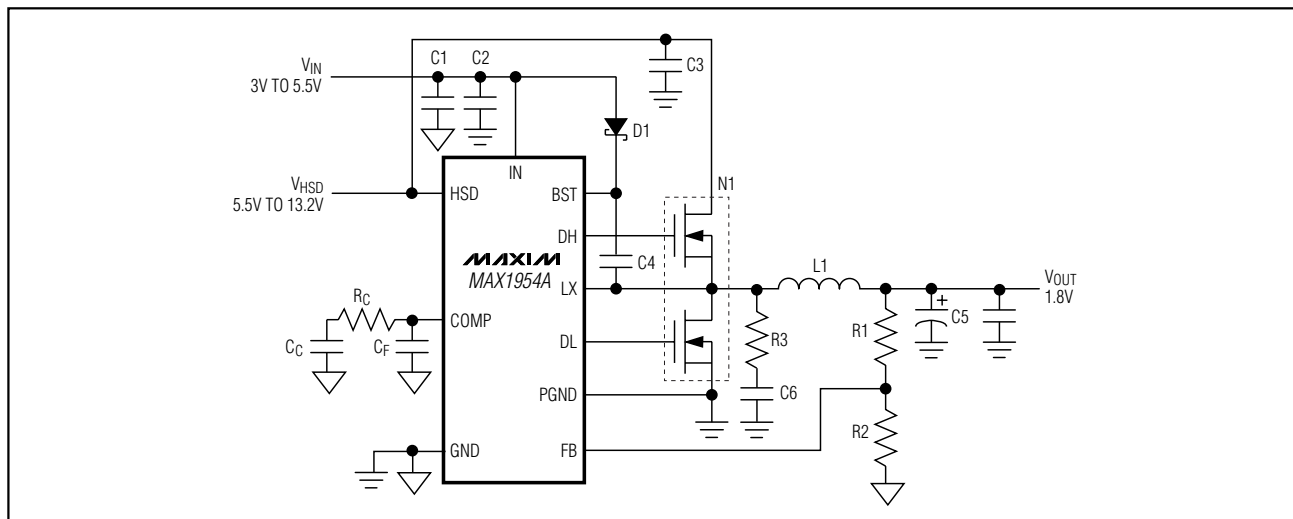 C1
C2
C3
VIN
3V TO 5.5V
D1
IN
N1
VHSD
5.5V TO 13.2V
HSD
BST
L1
DH
MAXIM
MAX1954A
C4
VOUT
1.8V
LX
RC
COMP
+
C5
R1
R3
CC
CF
DL
PGND
C6
R2
GND
FB